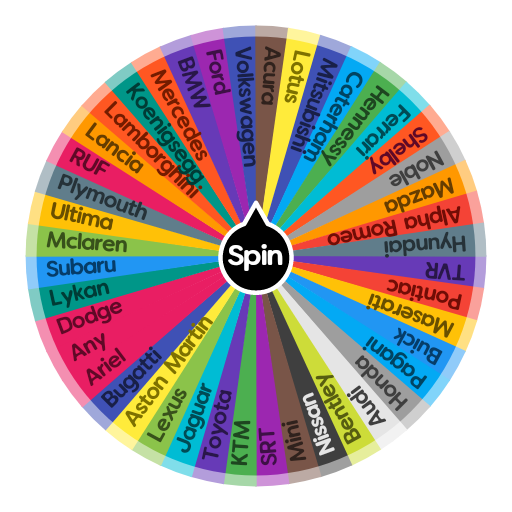 Acura
Lotus
Mitsubishi
Caterham
Hennessy
Ferrari
Shelby
Noble
Mazda
Alpha Romeo
Hyundai
TVR
Pontiac
Maserati
Buick
Pagani
Honda
Audi
Bentley
Nissan
Mini
SRT
KTM
Toyota
Jaguar
Lexus
Aston Martin
Bugatti
Ariel
Any
Dodge
Lykan
Subaru
Mclaren
Ultima
Plymouth
RUF
Lancia
Lamborghini
Koenigsegg.
Mercedes
BMW
Ford
Volkswagen
Spin